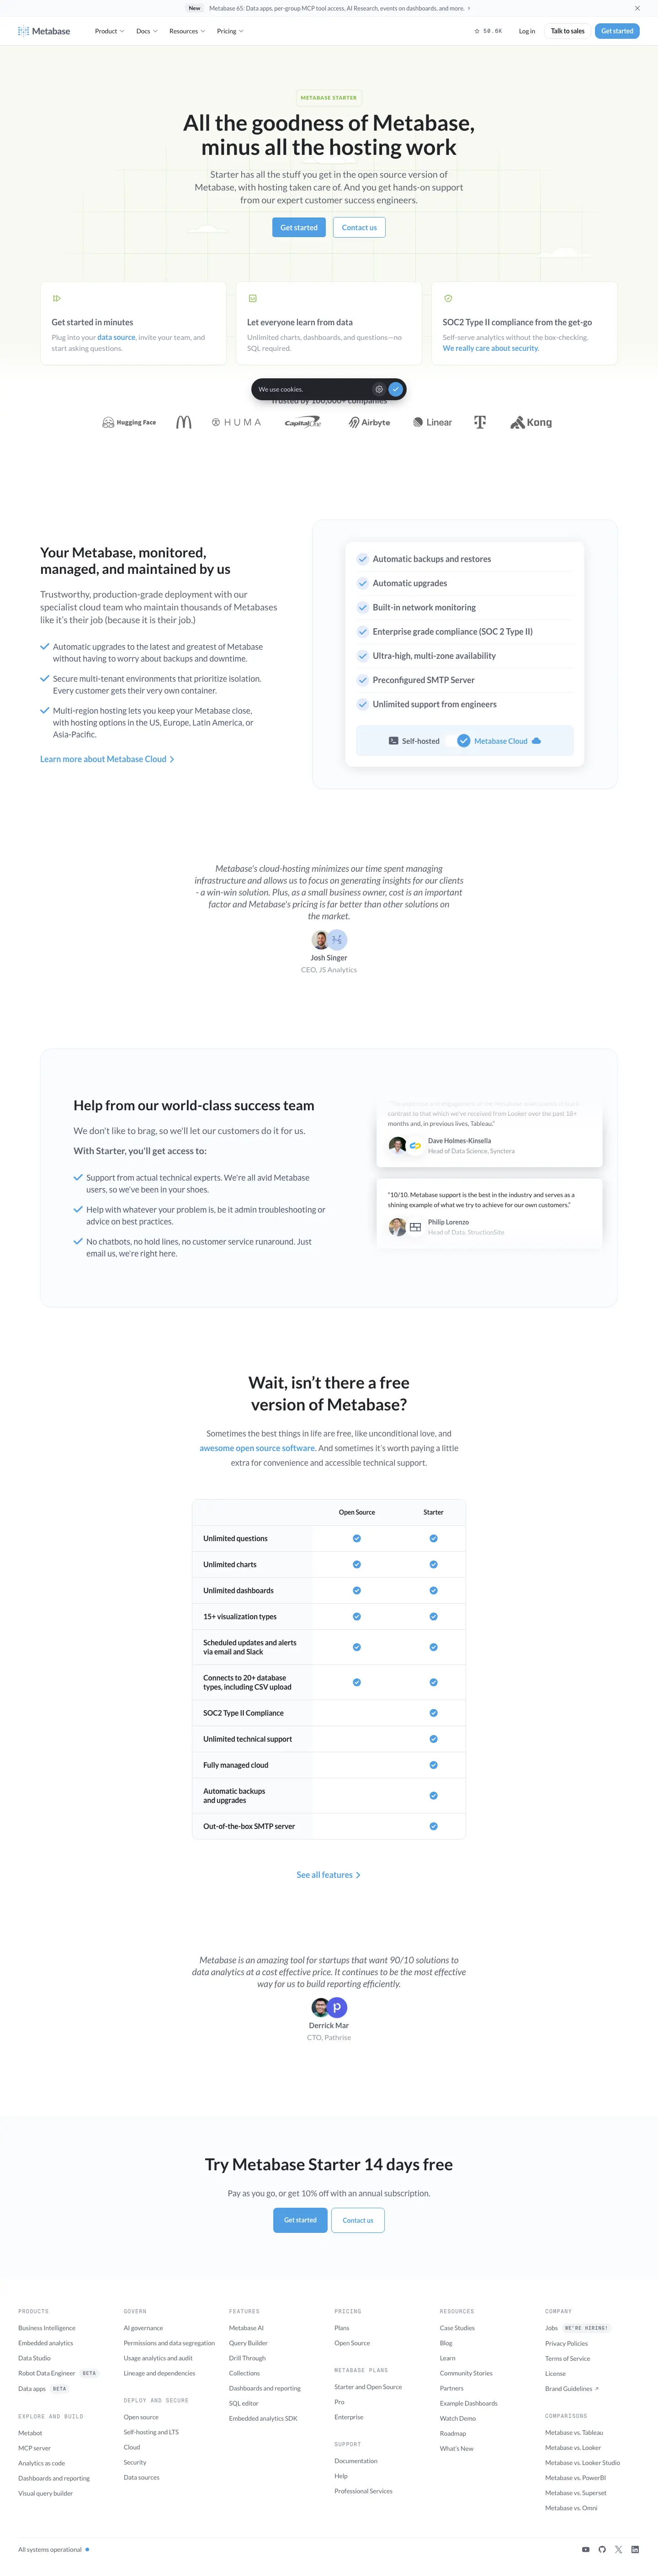 New Metabase 65: Data apps, per-group MCP tool access, AI Research, events on dashboards, and more.
Metabase Product Docs Resources Pricing 50.6K Log in Talk to sales Get started
METABASE STARTER
All the goodness of Metabase,
minus all the hosting work
Starter has all the stuff you get in the open source version of
Metabase, with hosting taken care of. And you get hands-on support
from our expert customer success engineers.
Get started Contact us
Get started in minutes
Plug into your data source, invite your team, and
start asking questions.
Let everyone learn from data
Unlimited charts, dashboards, and questions—no
SQL required.
SOC2 Type II compliance from the get-go
Self-serve analytics without the box-checking.
We really care about security.
We use cookies.
Trusted by 100,000+ companies
Hugging Face HUMA Capital One Airbyte Linear T Kong
Your Metabase, monitored,
managed, and maintained by us
Trustworthy, production-grade deployment with our
specialist cloud team who maintain thousands of Metabases
like it's their job (because it is their job.)
Automatic upgrades to the latest and greatest of Metabase
without having to worry about backups and downtime.
Secure multi-tenant environments that prioritize isolation.
Every customer gets their very own container.
Multi-region hosting lets you keep your Metabase close,
with hosting options in the US, Europe, Latin America, or
Asia-Pacific.
Learn more about Metabase Cloud
Automatic backups and restores
Automatic upgrades
Built-in network monitoring
Enterprise grade compliance (SOC 2 Type II)
Ultra-high, multi-zone availability
Preconfigured SMTP Server
Unlimited support from engineers
Self-hosted Metabase Cloud
Metabase's cloud-hosting minimizes our time spent managing
infrastructure and allows us to focus on generating insights for our clients
- a win-win solution. Plus, as a small business owner, cost is an important
factor and Metabase's pricing is far better than other solutions on
the market.
Josh Singer
CEO, JS Analytics
Help from our world-class success team
We don't like to brag, so we'll let our customers do it for us.
With Starter, you'll get access to:
Support from actual technical experts. We're all avid Metabase
users, so we've been in your shoes.
Help with whatever your problem is, be it admin troubleshooting or
advice on best practices.
No chatbots, no hold lines, no customer service runaround. Just
email us, we're right here.
contrast to that which we've received from Looker over the past 18+
months and, in previous lives, Tableau."
Dave Holmes-Kinsella
Head of Data Science, Synctera
"10/10. Metabase support is the best in the industry and serves as a
shining example of what we try to achieve for our own customers."
Philip Lorenzo
Head of Data, StructionSite
Wait, isn't there a free
version of Metabase?
Sometimes the best things in life are free, like unconditional love, and
awesome open source software. And sometimes it's worth paying a little
extra for convenience and accessible technical support.
Open Source Starter
Unlimited questions
Unlimited charts
Unlimited dashboards
15+ visualization types
Scheduled updates and alerts
via email and Slack
Connects to 20+ database
types, including CSV upload
SOC2 Type II Compliance
Unlimited technical support
Fully managed cloud
Automatic backups
and upgrades
Out-of-the-box SMTP server
See all features
Metabase is an amazing tool for startups that want 90/10 solutions to
data analytics at a cost effective price. It continues to be the most effective
way for us to build reporting efficiently.
Derrick Mar
CTO, Pathrise
Try Metabase Starter 14 days free
Pay as you go, or get 10% off with an annual subscription.
Get started Contact us
PRODUCTS
Business Intelligence
Embedded analytics
Data Studio
Robot Data Engineer BETA
Data apps BETA
EXPLORE AND BUILD
Metabot
MCP server
Analytics as code
Dashboards and reporting
Visual query builder
GOVERN
AI governance
Permissions and data segregation
Usage analytics and audit
Lineage and dependencies
DEPLOY AND SECURE
Open source
Self-hosting and LTS
Cloud
Security
Data sources
FEATURES
Metabase AI
Query Builder
Drill Through
Collections
Dashboards and reporting
SQL editor
Embedded analytics SDK
PRICING
Plans
Open Source
METABASE PLANS
Starter and Open Source
Pro
Enterprise
SUPPORT
Documentation
Help
Professional Services
RESOURCES
Case Studies
Blog
Learn
Community Stories
Partners
Example Dashboards
Watch Demo
Roadmap
What's New
COMPANY
Jobs WE'RE HIRING!
Privacy Policies
Terms of Service
License
Brand Guidelines
COMPARISONS
Metabase vs. Tableau
Metabase vs. Looker
Metabase vs. Looker Studio
Metabase vs. PowerBI
Metabase vs. Superset
Metabase vs. Omni
All systems operational